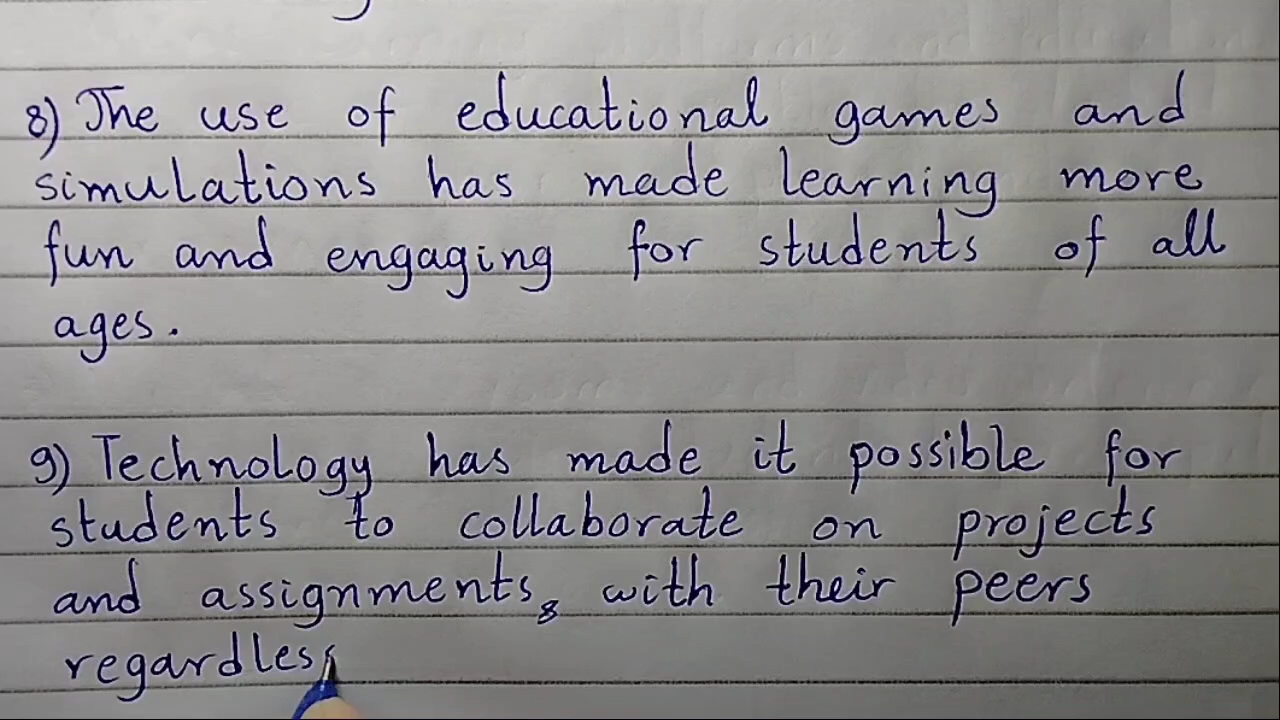 8) The use of educational games and
simulations has made learning more
fun and engaging for students of all
ages.
9) Technology has made it possible for
students to collaborate on projects
and assignments, with their peers
regardless